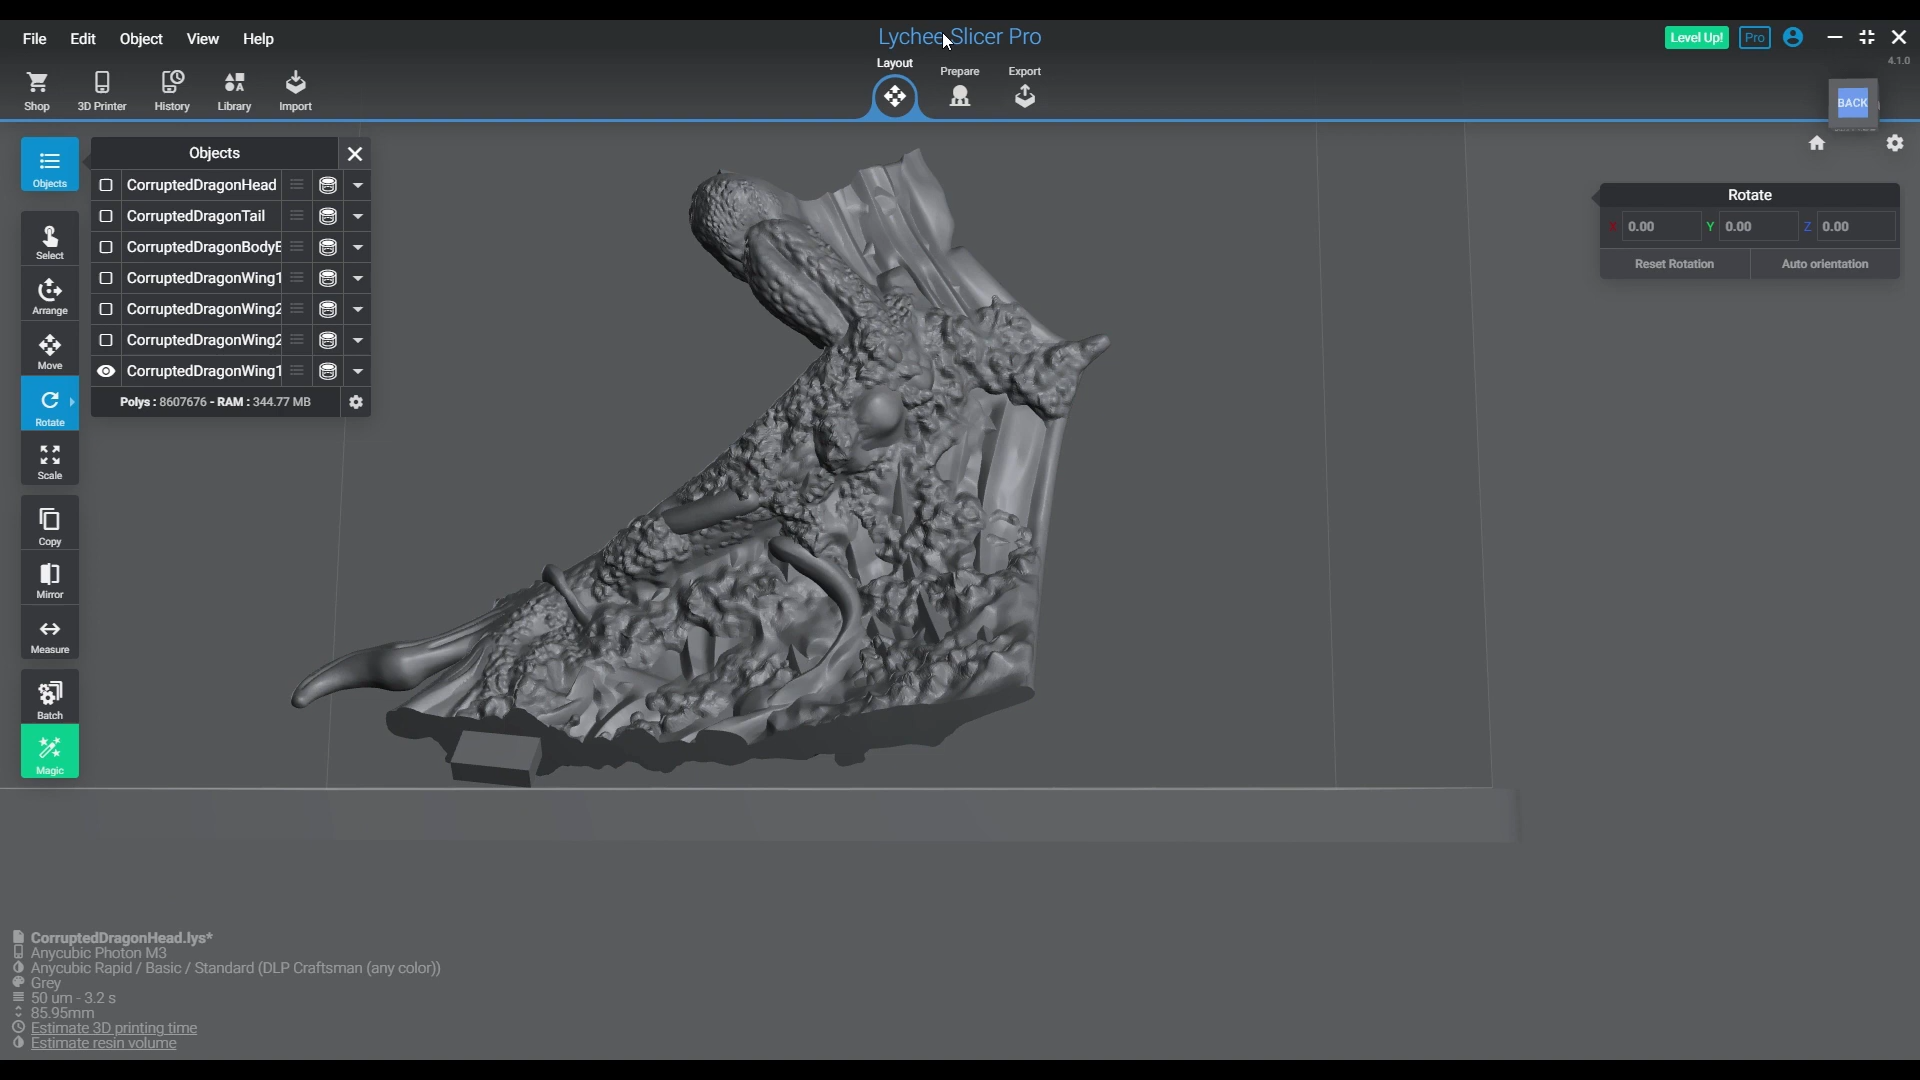 File Edit Object View Help
Lychee Slicer Pro
Level Up! Pro
4.1.0
Shop 3D Printer History Library Import
Layout Prepare Export
BACK
Objects
Objects
CorruptedDragonHead
CorruptedDragonTail
CorruptedDragonBodyE
CorruptedDragonWing1
CorruptedDragonWing2
CorruptedDragonWing2
CorruptedDragonWing1
Polys : 8607676 - RAM : 344.77 MB
Select
Arrange
Move
Rotate
Scale
Copy
Mirror
Measure
Batch
Magic
Rotate
X 0.00 Y 0.00 Z 0.00
Reset Rotation Auto orientation
CorruptedDragonHead.lys*
Anycubic Photon M3
Anycubic Rapid / Basic / Standard (DLP Craftsman (any color))
Grey
50 um - 3.2 s
85.95mm
Estimate 3D printing time
Estimate resin volume